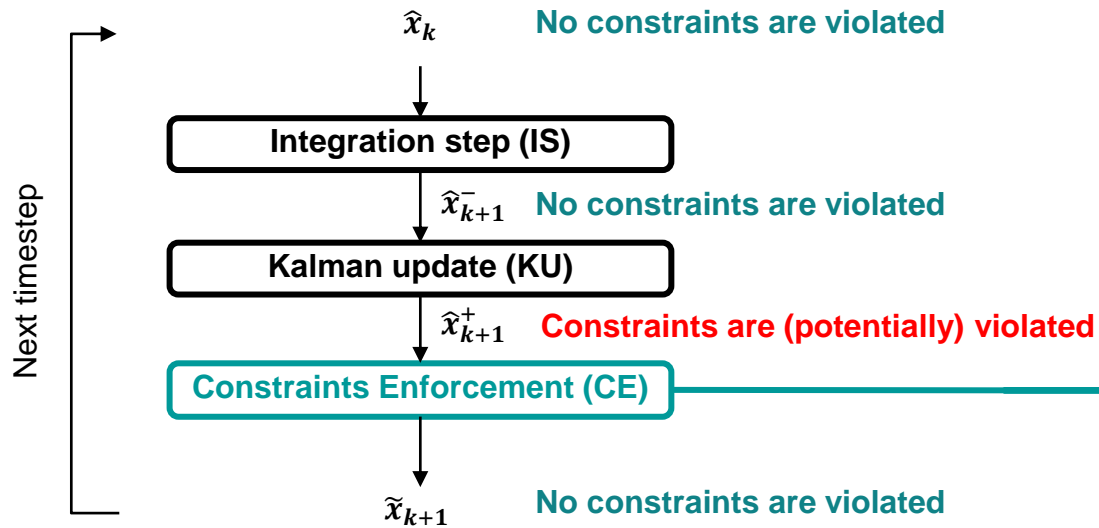 x̂ₖ No constraints are violated
Integration step (IS)
x̂⁻ₖ₊₁ No constraints are violated
Kalman update (KU)
x̂⁺ₖ₊₁ Constraints are (potentially) violated
Constraints Enforcement (CE)
x̃ₖ₊₁ No constraints are violated
Next timestep